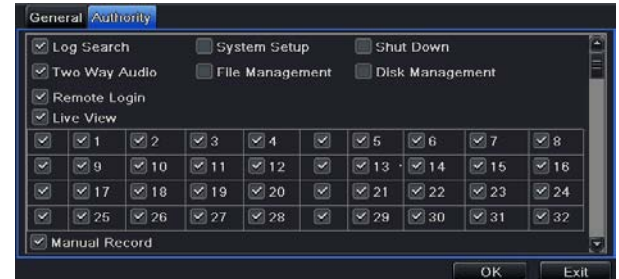 General Authority
Log Search System Setup Shut Down
Two Way Audio File Management Disk Management
Remote Login
Live View
1 2 3 4 5 6 7 8
9 10 11 12 13 14 15 16
17 18 19 20 21 22 23 24
25 26 27 28 29 30 31 32
Manual Record
OK Exit